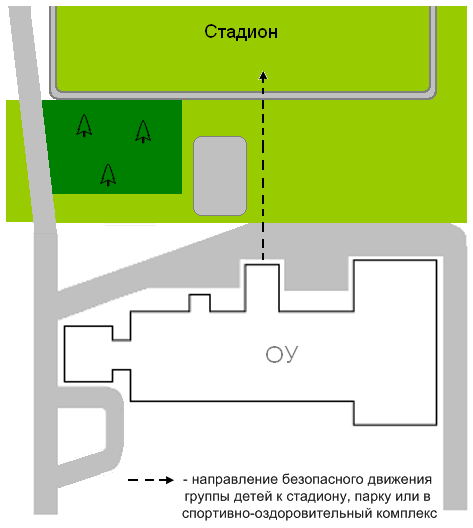 Стадион
ОУ
- направление безопасного движения
группы детей к стадиону, парку или в
спортивно-оздоровительный комплекс